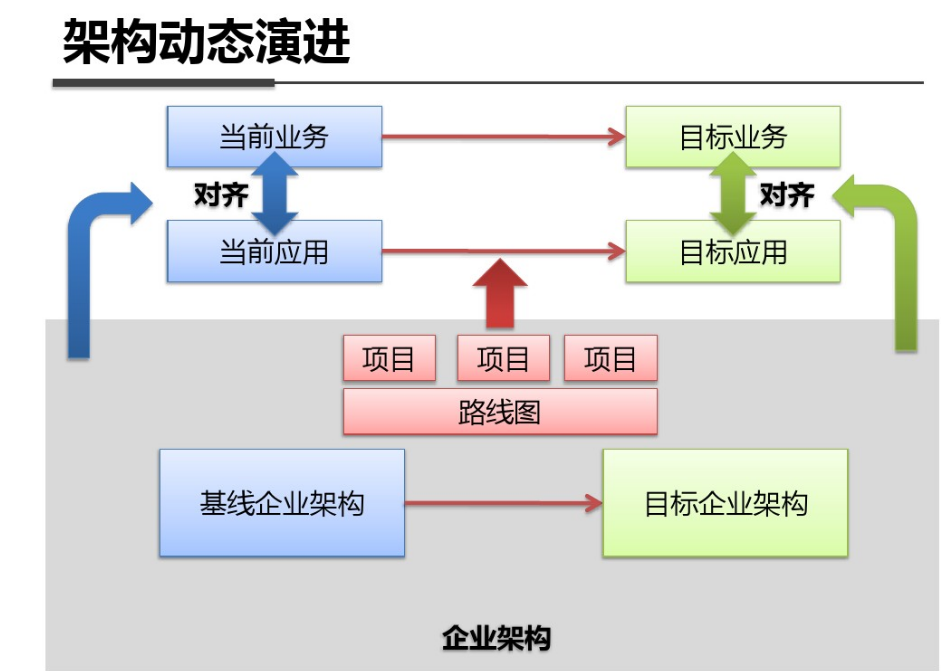 架构动态演进
当前业务
目标业务
对齐
对齐
当前应用
目标应用
项目
项目
项目
路线图
基线企业架构
目标企业架构
企业架构